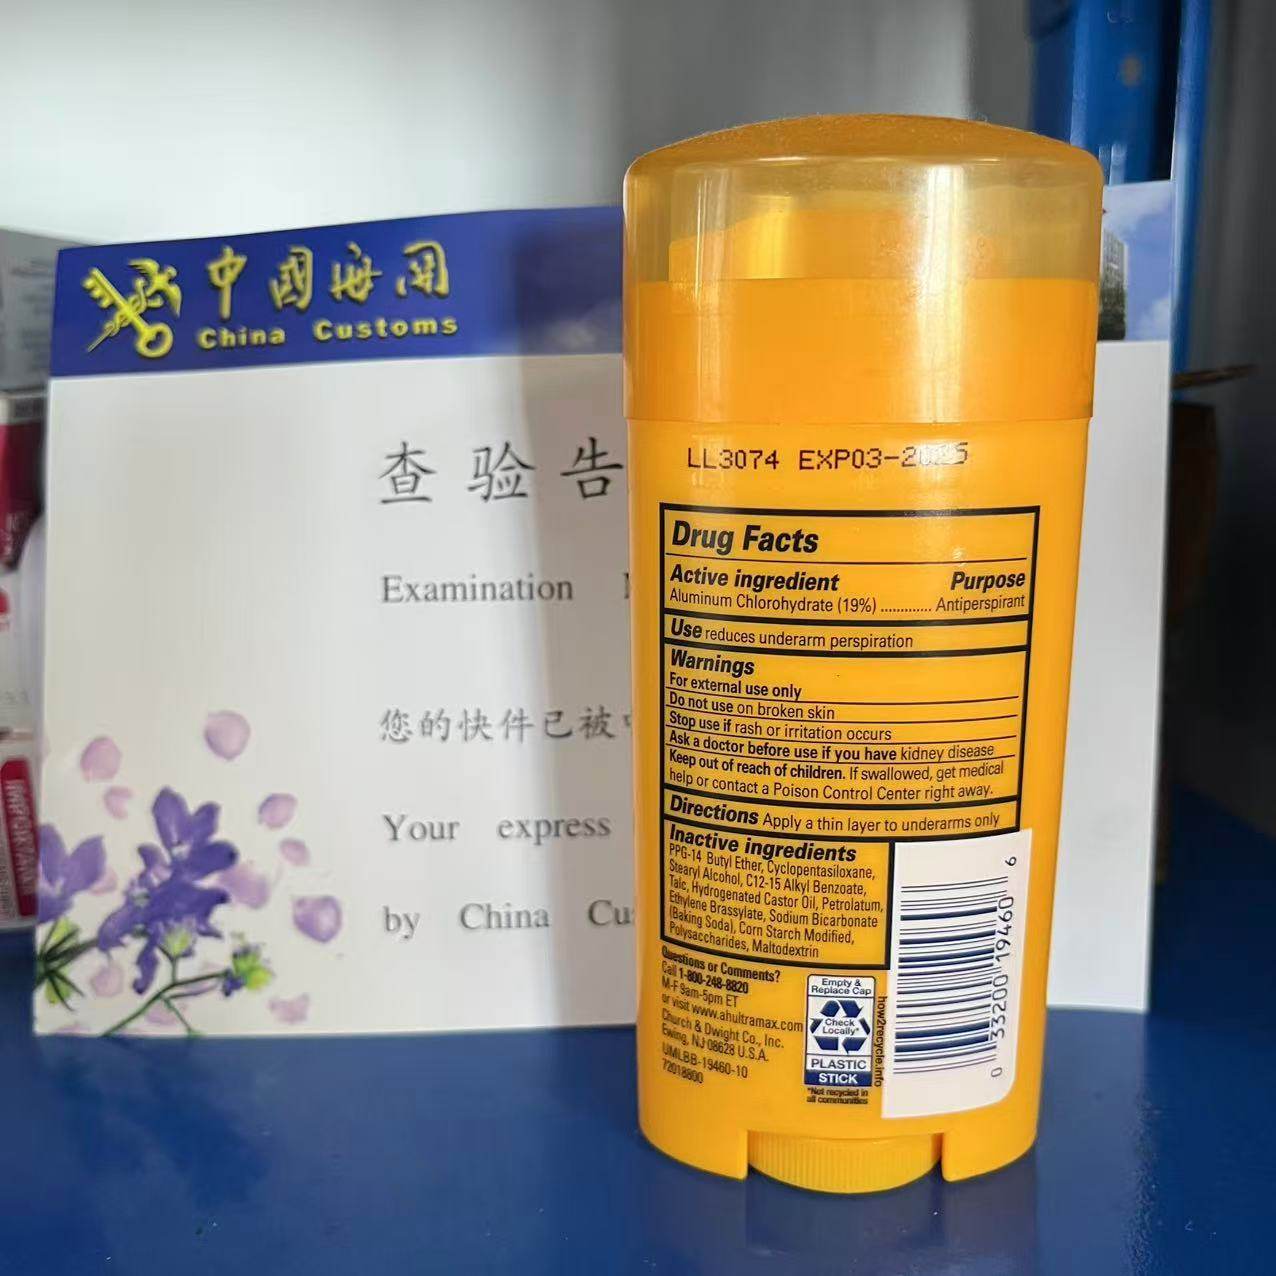 中国海关
China Customs
查验告
Examination
您的快件已被
Your express
by China Cu
LL3074 EXP03-2025
Drug Facts
Active ingredient Purpose
Aluminum Chlorohydrate (19%) ............. Antiperspirant
Use reduces underarm perspiration
Warnings
For external use only
Do not use on broken skin
Stop use if rash or irritation occurs
Ask a doctor before use if you have kidney disease
Keep out of reach of children. If swallowed, get medical
help or contact a Poison Control Center right away.
Directions Apply a thin layer to underarms only
Inactive ingredients
PPG-14 Butyl Ether, Cyclopentasiloxane,
Stearyl Alcohol, C12-15 Alkyl Benzoate,
Talc, Hydrogenated Castor Oil, Petrolatum,
Ethylene Brassylate, Sodium Bicarbonate
(Baking Soda), Corn Starch Modified,
Polysaccharides, Maltodextrin
Questions or Comments?
Call 1-800-248-8820
M-F 9am-5pm ET
or visit www.ahultramax.com
Church & Dwight Co., Inc.
Ewing, NJ 08628 U.S.A.
UMLBB-19460-10
72018800
Empty &
Replace Cap
Check
Locally*
PLASTIC
STICK
*Not recycled in
all communities
how2recycle.info
0 33200 19460 6